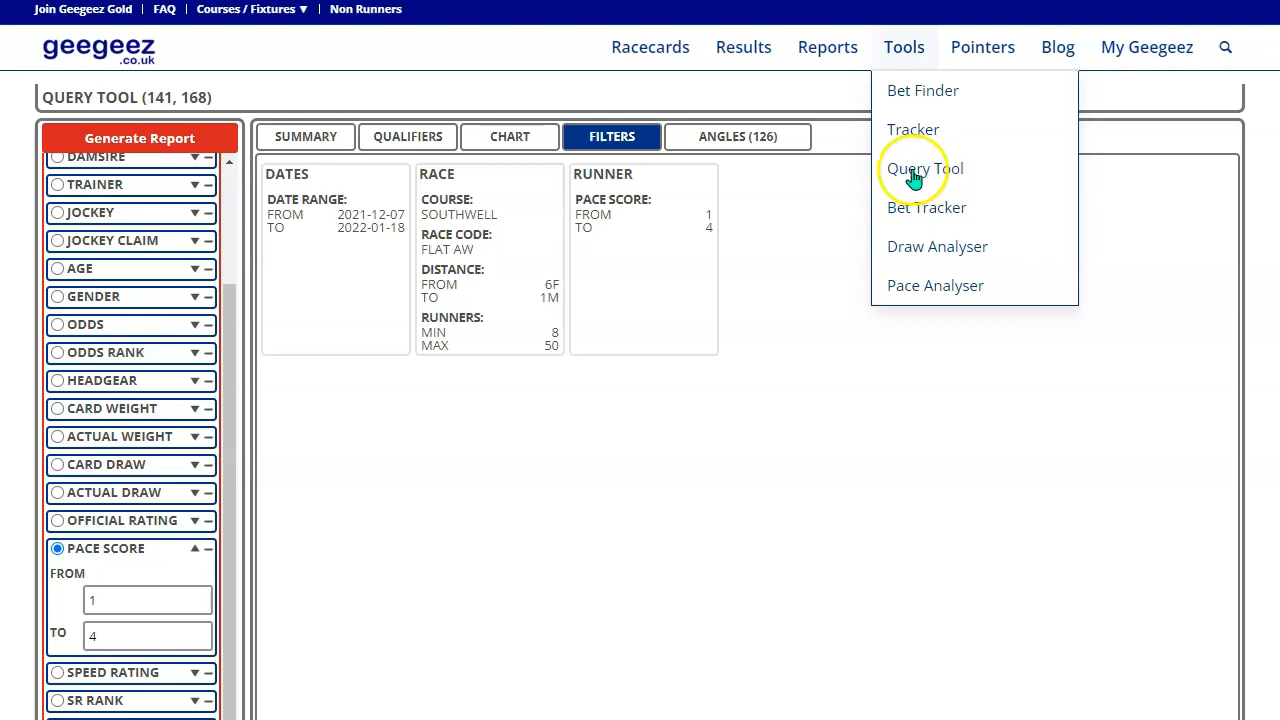 Join Geegeez Gold | FAQ | Courses / Fixtures ▼ | Non Runners
geegeez
.co.uk
Racecards Results Reports Tools Pointers Blog My Geegeez
Bet Finder
Tracker
Query Tool
Bet Tracker
Draw Analyser
Pace Analyser
QUERY TOOL (141, 168)
Generate Report
DAMSIRE
TRAINER
JOCKEY
JOCKEY CLAIM
AGE
GENDER
ODDS
ODDS RANK
HEADGEAR
CARD WEIGHT
ACTUAL WEIGHT
CARD DRAW
ACTUAL DRAW
OFFICIAL RATING
PACE SCORE
FROM
1
TO
4
SPEED RATING
SR RANK
SUMMARY QUALIFIERS CHART FILTERS ANGLES (126)
DATES
DATE RANGE:
FROM 2021-12-07
TO 2022-01-18
RACE
COURSE:
SOUTHWELL
RACE CODE:
FLAT AW
DISTANCE:
FROM 6F
TO 1M
RUNNERS:
MIN 8
MAX 50
RUNNER
PACE SCORE:
FROM 1
TO 4